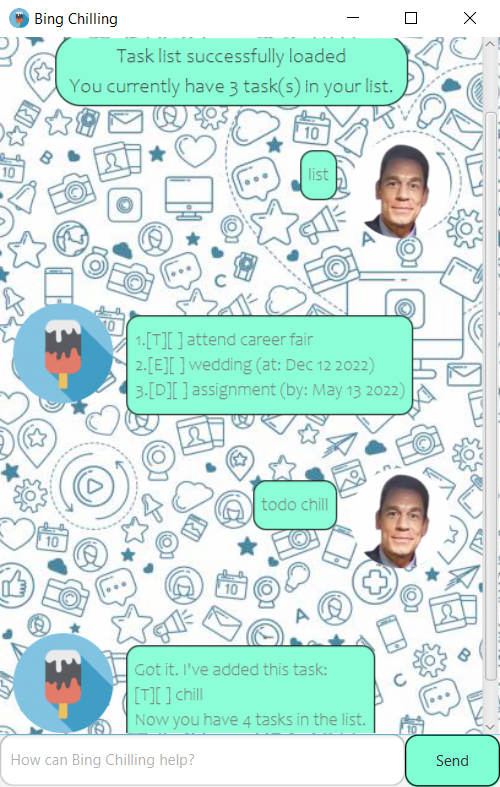 Bing Chilling
Task list successfully loaded
You currently have 3 task(s) in your list.
list
1.[T][ ] attend career fair
2.[E][ ] wedding (at: Dec 12 2022)
3.[D][ ] assignment (by: May 13 2022)
todo chill
Got it. I've added this task:
[T][ ] chill
Now you have 4 tasks in the list.
How can Bing Chilling help?
Send